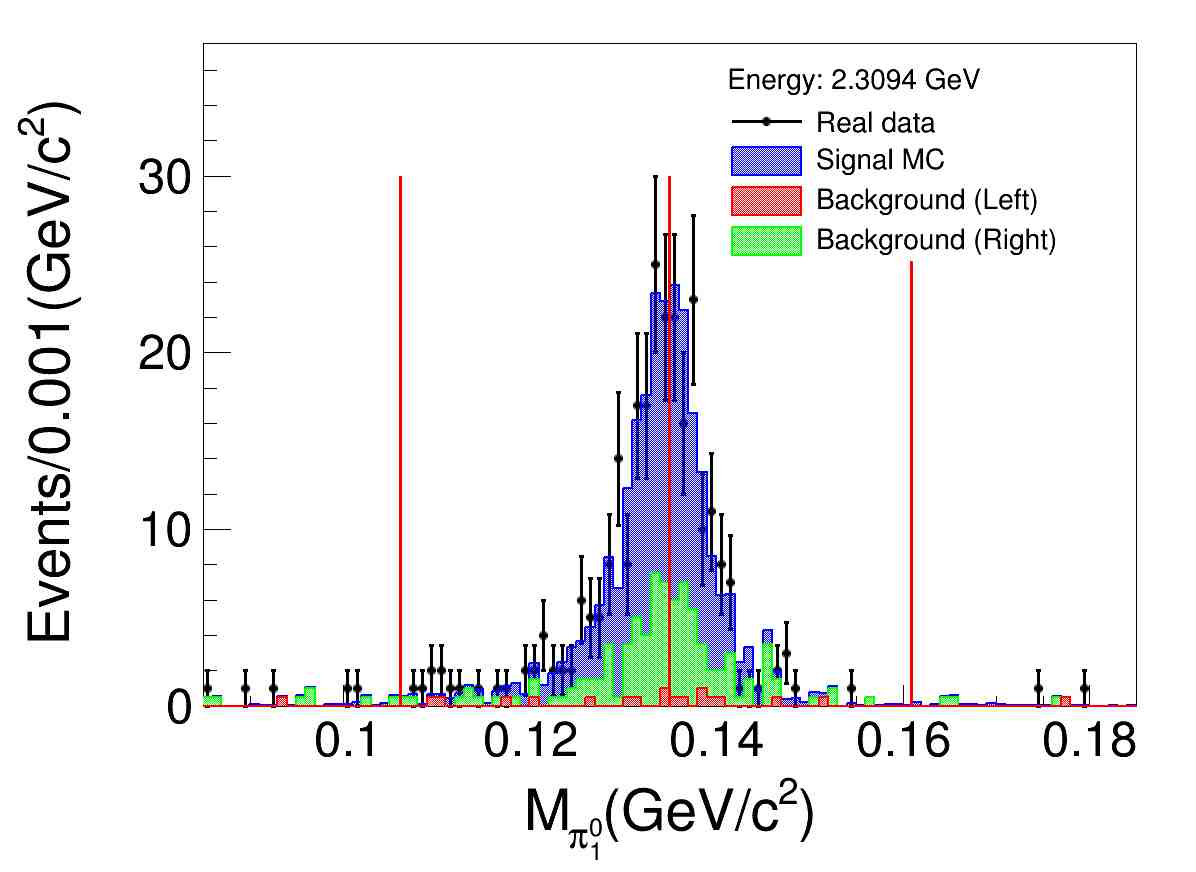 Energy: 2.3094 GeV
Real data
Signal MC
Background (Left)
Background (Right)
Events/0.001(GeV/c²)
30
20
10
0
0.1 0.12 0.14 0.16 0.18
M_{π⁰₁}(GeV/c²)